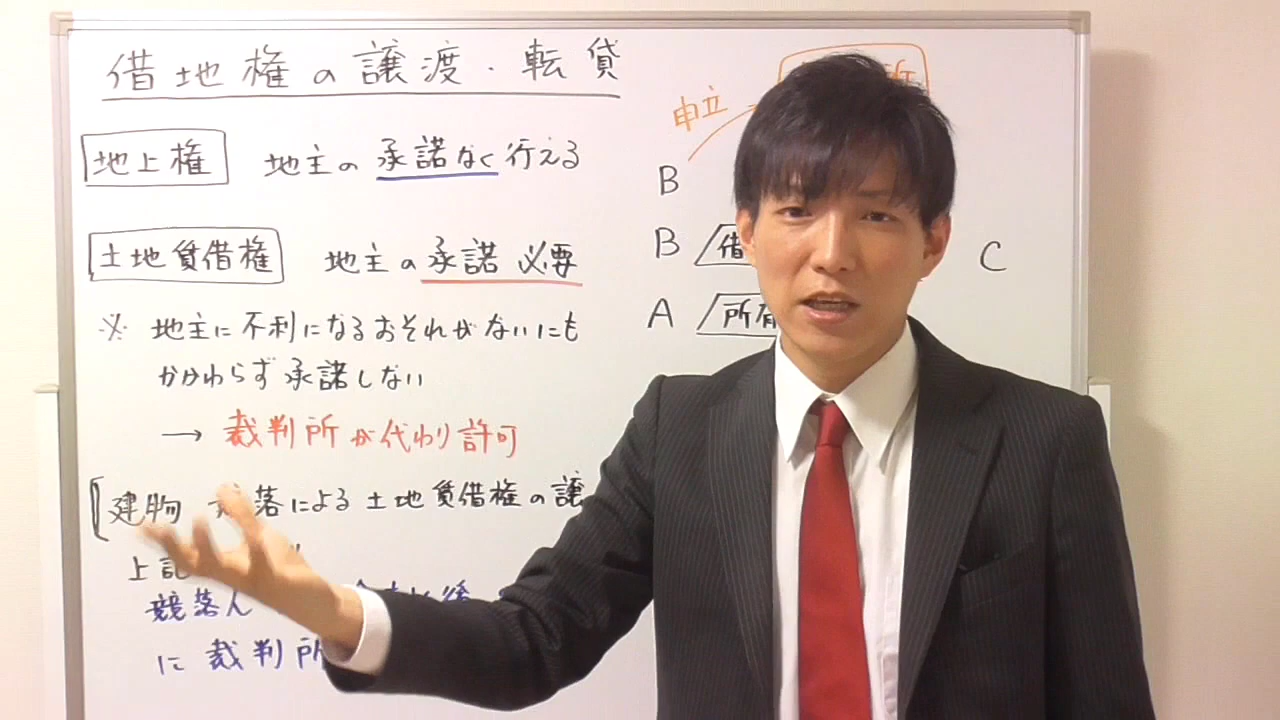 借地権の譲渡・転貸
地上権 地主の承諾なく行える
土地賃借権 地主の承諾必要
※ 地主に不利になるおそれがないにも
かかわらず承諾しない
→ 裁判所が代わり許可
建物 落による土地賃借権の譲
上記
競落人 後
に裁判所
申立
B
B 借
A 所有
C